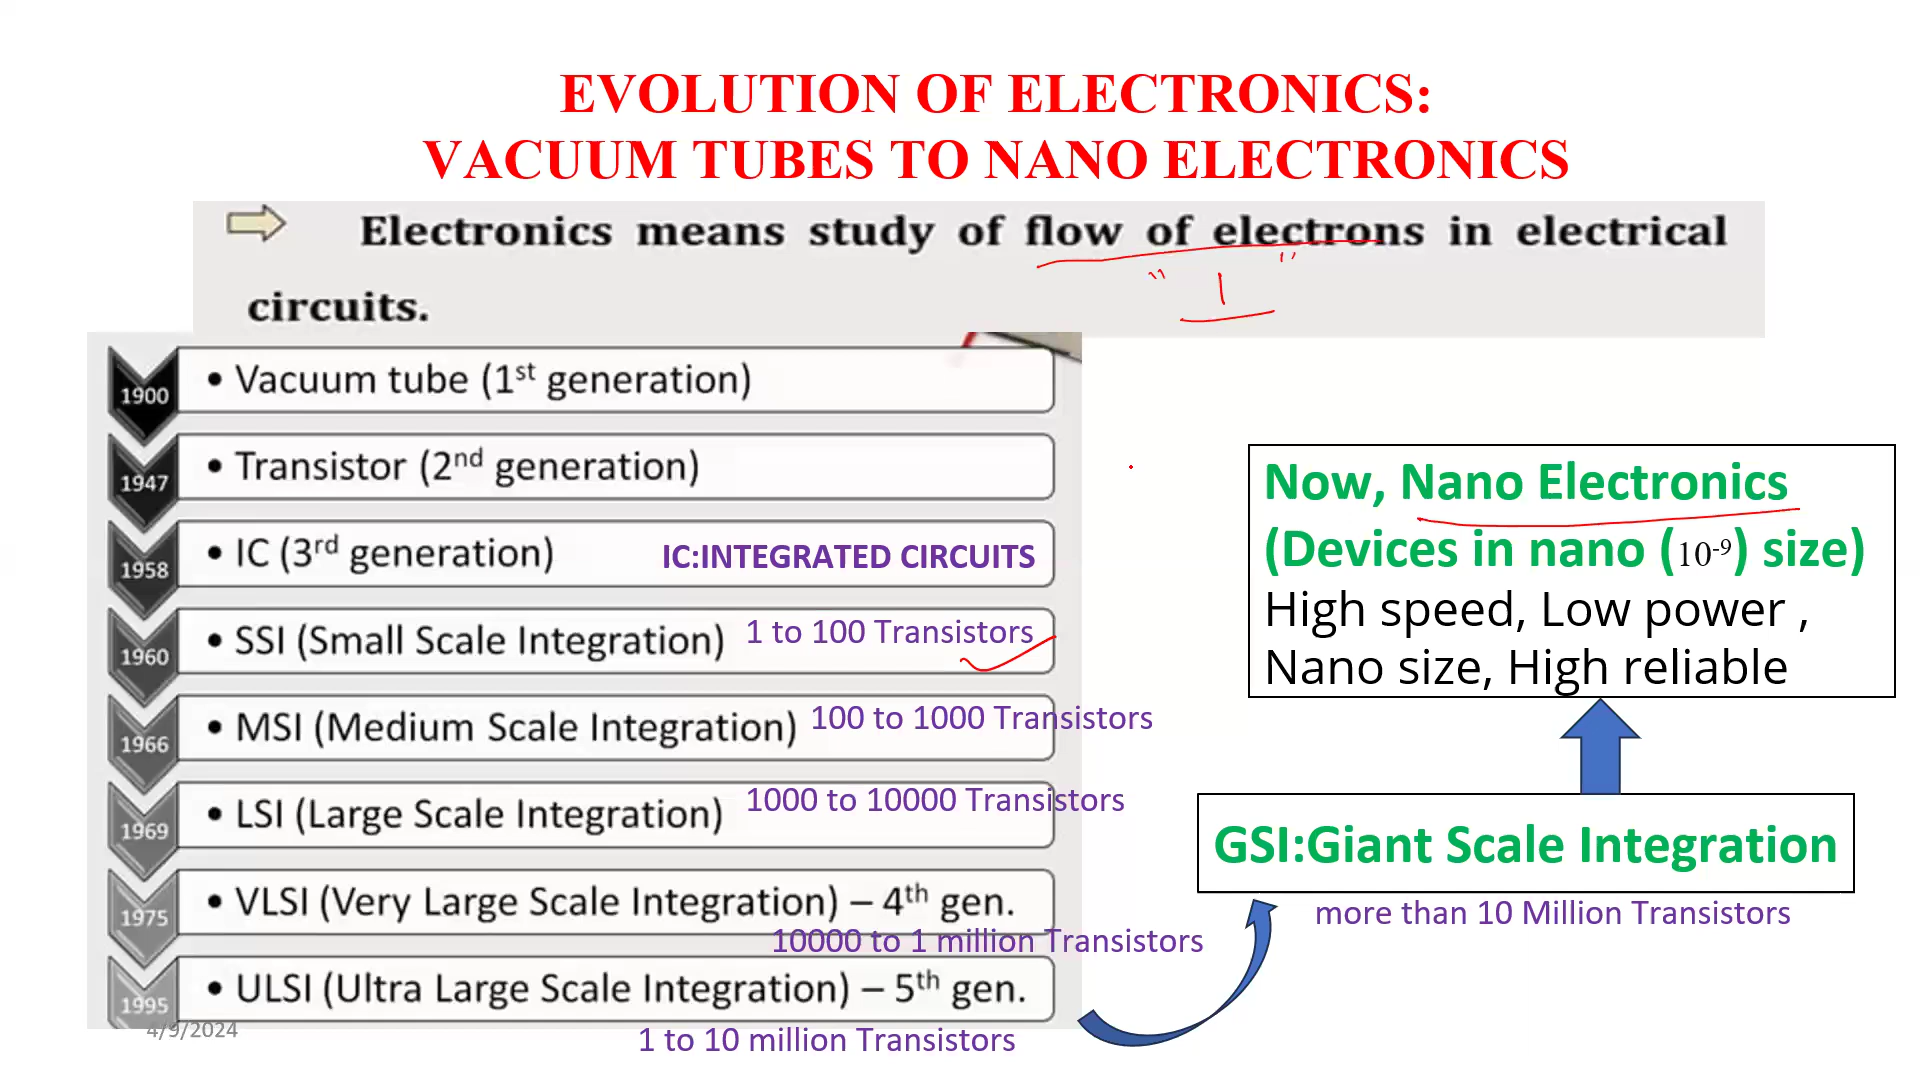 EVOLUTION OF ELECTRONICS:
VACUUM TUBES TO NANO ELECTRONICS
Electronics means study of flow of electrons in electrical
circuits.
" I "
1900 • Vacuum tube (1st generation)
1947 • Transistor (2nd generation)
1958 • IC (3rd generation) IC:INTEGRATED CIRCUITS
1960 • SSI (Small Scale Integration) 1 to 100 Transistors
1966 • MSI (Medium Scale Integration) 100 to 1000 Transistors
1969 • LSI (Large Scale Integration) 1000 to 10000 Transistors
1975 • VLSI (Very Large Scale Integration) – 4th gen.
10000 to 1 million Transistors
1995 • ULSI (Ultra Large Scale Integration) – 5th gen.
4/9/2024
1 to 10 million Transistors
Now, Nano Electronics
(Devices in nano (10-9) size)
High speed, Low power ,
Nano size, High reliable
GSI:Giant Scale Integration
more than 10 Million Transistors